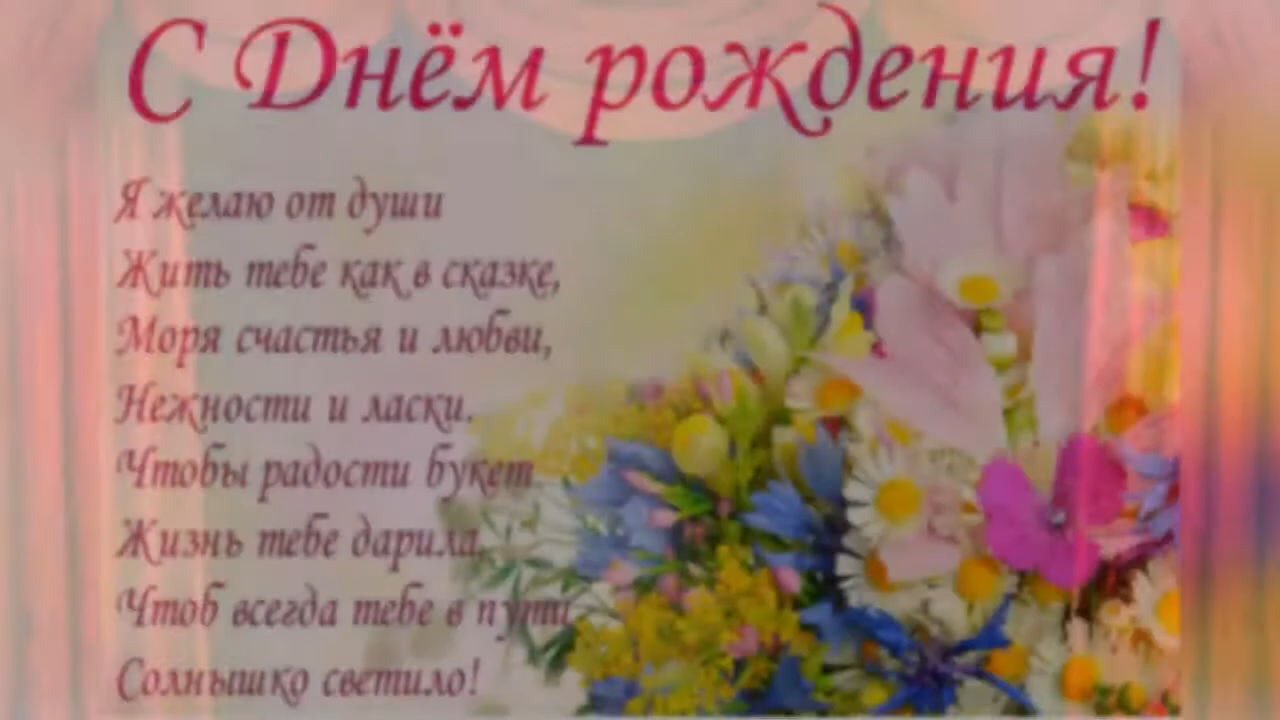 С Днём рождения!
Я желаю от души
Жить тебе как в сказке,
Моря счастья и любви,
Нежности и ласки.
Чтобы радости букет
Жизнь тебе дарила,
Чтоб всегда тебе в пути
Солнышко светило!